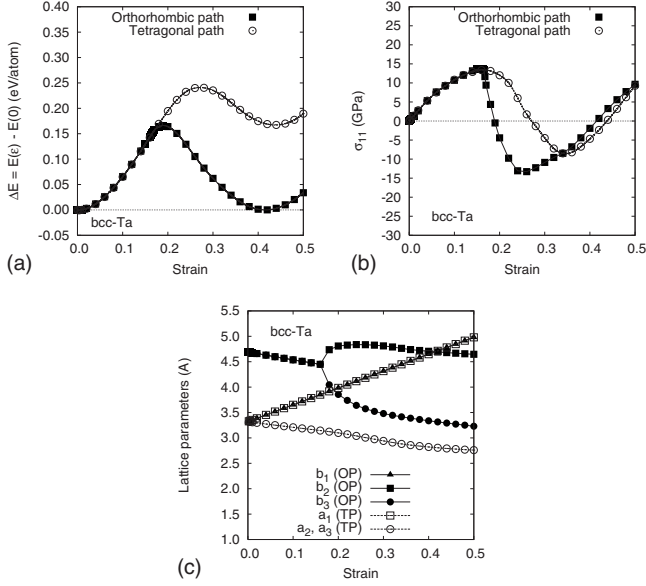 Orthorhombic path
Tetragonal path
ΔE = E(ε) - E(0) (eV/atom)
0.40
0.35
0.30
0.25
0.20
0.15
0.10
0.05
0.00
-0.05
bcc-Ta
0.0 0.1 0.2 0.3 0.4 0.5
Strain
(a)
Orthorhombic path
Tetragonal path
σ11 (GPa)
30
25
20
15
10
5
0
-5
-10
-15
-20
-25
-30
bcc-Ta
0.0 0.1 0.2 0.3 0.4 0.5
Strain
(b)
bcc-Ta
Lattice parameters (A)
5.5
5.0
4.5
4.0
3.5
3.0
2.5
2.0
1.5
1.0
b1 (OP)
b2 (OP)
b3 (OP)
a1 (TP)
a2, a3 (TP)
0.0 0.1 0.2 0.3 0.4 0.5
Strain
(c)